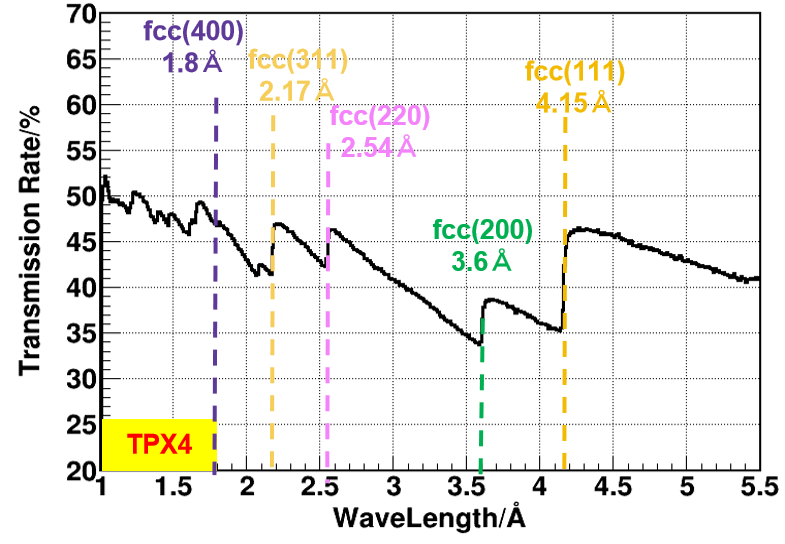 70
65
60
55
50
45
40
35
30
25
20
Transmission Rate/%
fcc(400)
1.8 Å
fcc(311)
2.17 Å
fcc(220)
2.54 Å
fcc(200)
3.6 Å
fcc(111)
4.15 Å
TPX4
1 1.5 2 2.5 3 3.5 4 4.5 5 5.5
WaveLength/Å